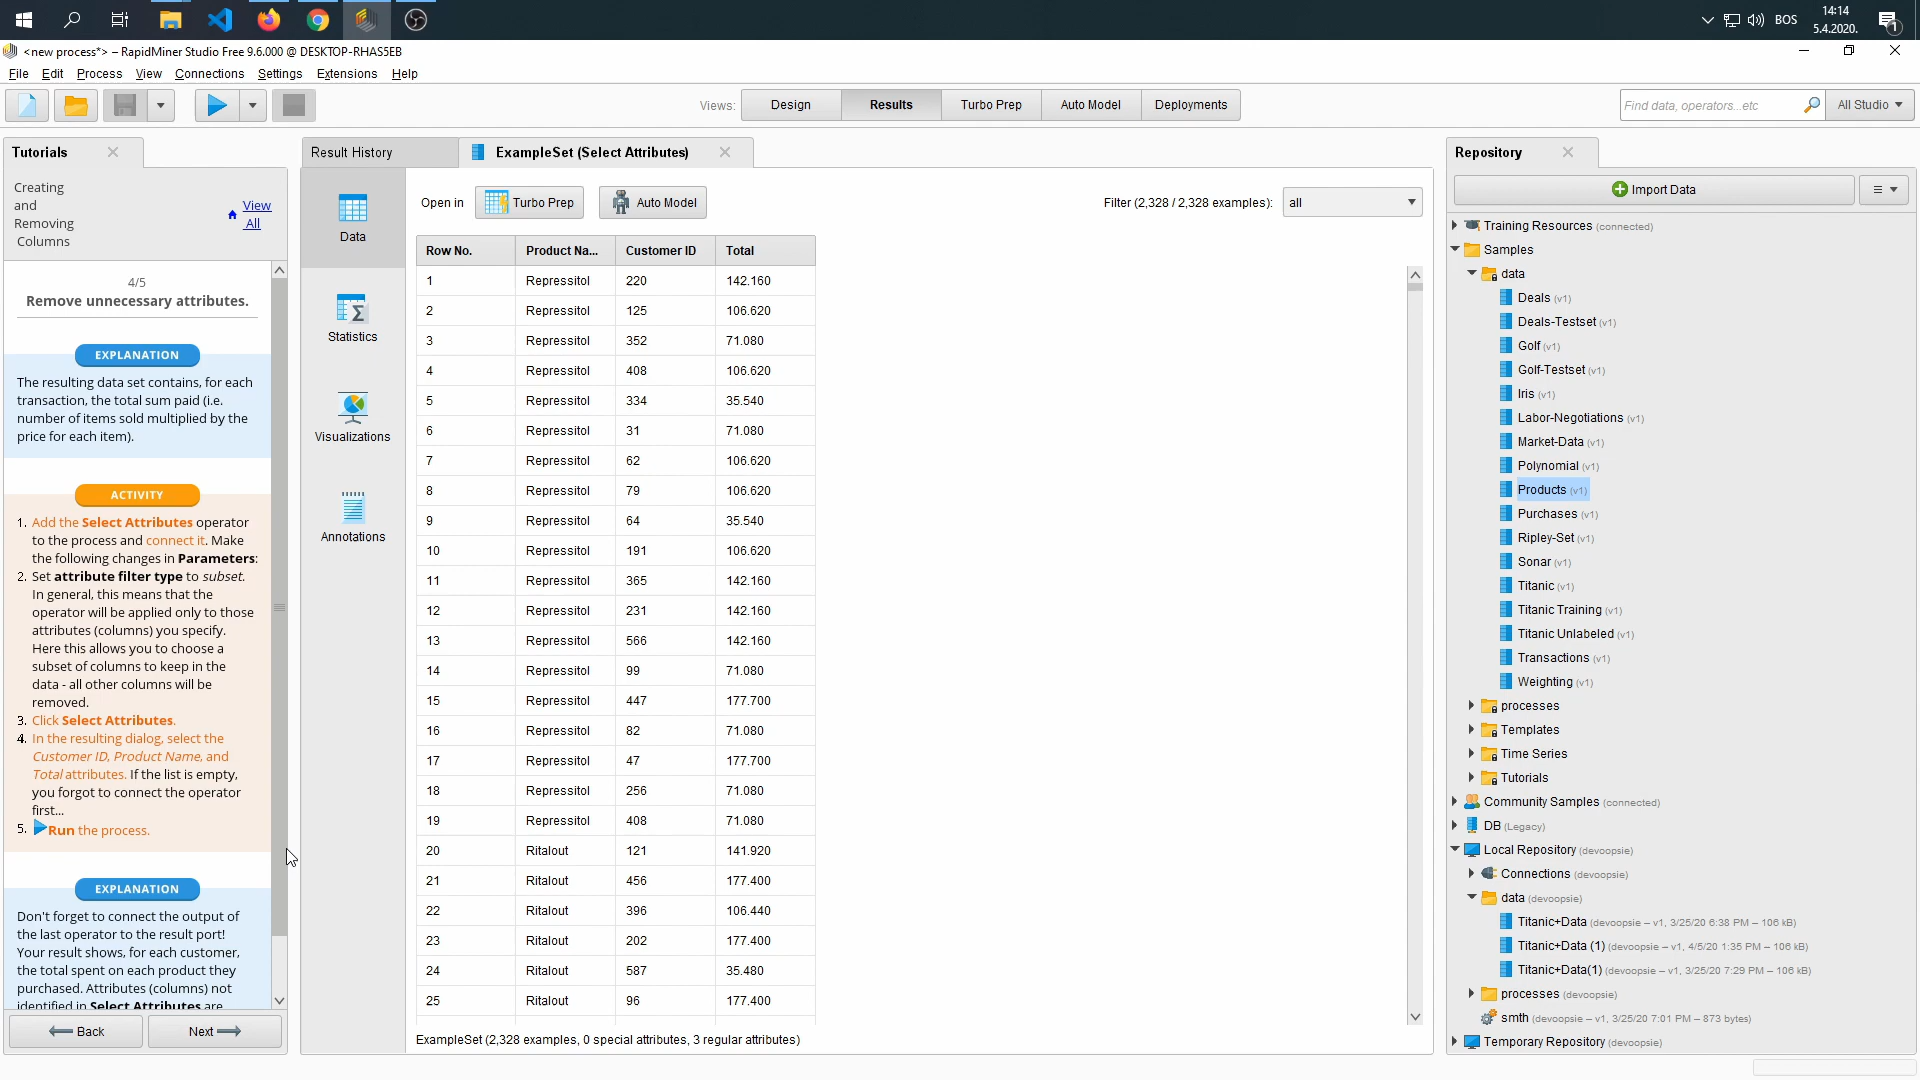 BOS
14:14
5.4.2020.
1
<new process*> – RapidMiner Studio Free 9.6.000 @ DESKTOP-RHAS5EB
File Edit Process View Connections Settings Extensions Help
Views: Design Results Turbo Prep Auto Model Deployments
Find data, operators...etc
All Studio
Tutorials
Creating
and
Removing
Columns
View
All
4/5
Remove unnecessary attributes.
EXPLANATION
The resulting data set contains, for each
transaction, the total sum paid (i.e.
number of items sold multiplied by the
price for each item).
ACTIVITY
1. Add the Select Attributes operator
to the process and connect it. Make
the following changes in Parameters:
2. Set attribute filter type to subset.
In general, this means that the
operator will be applied only to those
attributes (columns) you specify.
Here this allows you to choose a
subset of columns to keep in the
data - all other columns will be
removed.
3. Click Select Attributes.
4. In the resulting dialog, select the
Customer ID, Product Name, and
Total attributes. If the list is empty,
you forgot to connect the operator
first...
5. Run the process.
EXPLANATION
Don't forget to connect the output of
the last operator to the result port!
Your result shows, for each customer,
the total spent on each product they
purchased. Attributes (columns) not
identified in Select Attributes are
Back
Next
Result History
ExampleSet (Select Attributes)
Data
Statistics
Visualizations
Annotations
Open in
Turbo Prep
Auto Model
Filter (2,328 / 2,328 examples): all
Row No. Product Na... Customer ID Total
1 Repressitol 220 142.160
2 Repressitol 125 106.620
3 Repressitol 352 71.080
4 Repressitol 408 106.620
5 Repressitol 334 35.540
6 Repressitol 31 71.080
7 Repressitol 62 106.620
8 Repressitol 79 106.620
9 Repressitol 64 35.540
10 Repressitol 191 106.620
11 Repressitol 365 142.160
12 Repressitol 231 142.160
13 Repressitol 566 142.160
14 Repressitol 99 71.080
15 Repressitol 447 177.700
16 Repressitol 82 71.080
17 Repressitol 47 177.700
18 Repressitol 256 71.080
19 Repressitol 408 71.080
20 Ritalout 121 141.920
21 Ritalout 456 177.400
22 Ritalout 396 106.440
23 Ritalout 202 177.400
24 Ritalout 587 35.480
25 Ritalout 96 177.400
ExampleSet (2,328 examples, 0 special attributes, 3 regular attributes)
Repository
Import Data
Training Resources (connected)
Samples
data
Deals (v1)
Deals-Testset (v1)
Golf (v1)
Golf-Testset (v1)
Iris (v1)
Labor-Negotiations (v1)
Market-Data (v1)
Polynomial (v1)
Products (v1)
Purchases (v1)
Ripley-Set (v1)
Sonar (v1)
Titanic (v1)
Titanic Training (v1)
Titanic Unlabeled (v1)
Transactions (v1)
Weighting (v1)
processes
Templates
Time Series
Tutorials
Community Samples (connected)
DB (Legacy)
Local Repository (devoopsie)
Connections (devoopsie)
data (devoopsie)
Titanic+Data (devoopsie – v1, 3/25/20 6:38 PM – 106 kB)
Titanic+Data (1) (devoopsie – v1, 4/5/20 1:35 PM – 106 kB)
Titanic+Data(1) (devoopsie – v1, 3/25/20 7:29 PM – 106 kB)
processes (devoopsie)
smth (devoopsie – v1, 3/25/20 7:01 PM – 873 bytes)
Temporary Repository (devoopsie)